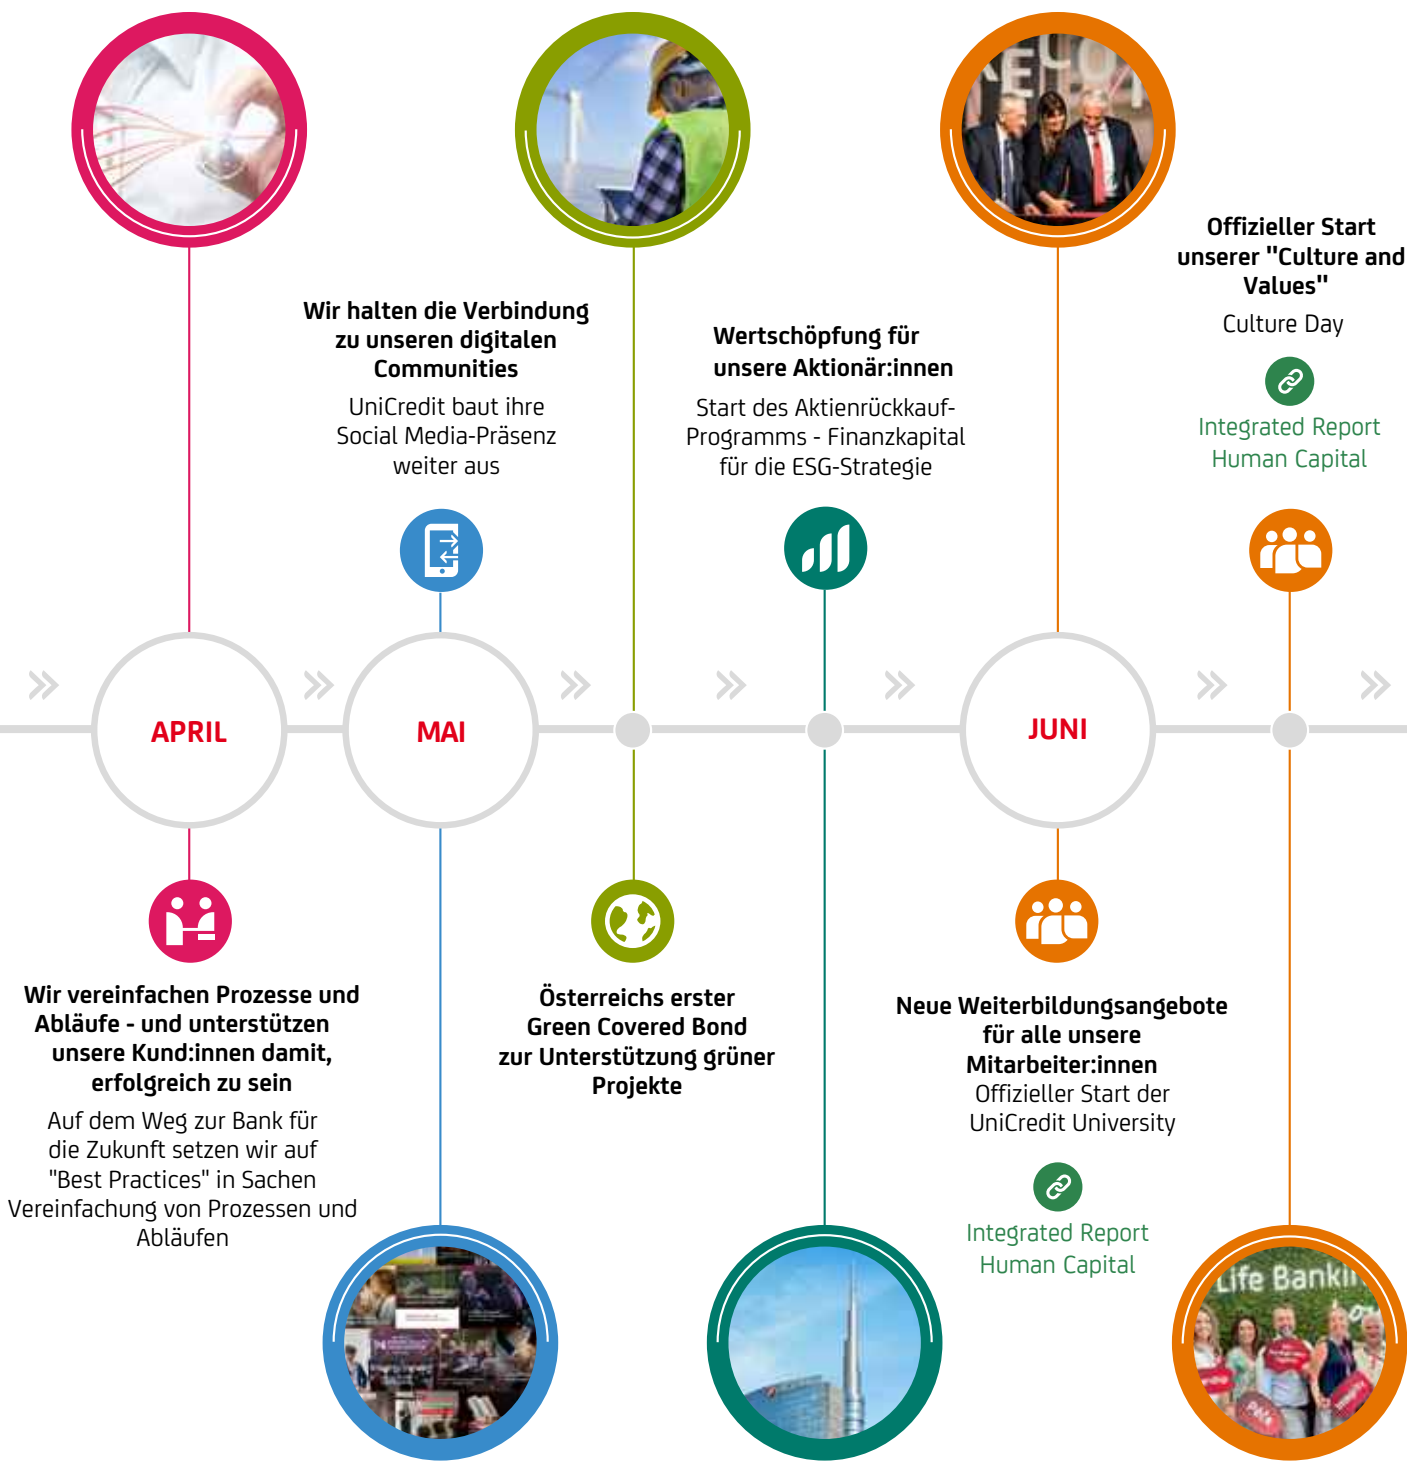 Offizieller Start
unserer "Culture and
Values"
Culture Day
Integrated Report
Human Capital
Wir halten die Verbindung
zu unseren digitalen
Communities
UniCredit baut ihre
Social Media-Präsenz
weiter aus
Wertschöpfung für
unsere Aktionär:innen
Start des Aktienrückkauf-
Programms - Finanzkapital
für die ESG-Strategie
APRIL
MAI
JUNI
Wir vereinfachen Prozesse und
Abläufe - und unterstützen
unsere Kund:innen damit,
erfolgreich zu sein
Auf dem Weg zur Bank für
die Zukunft setzen wir auf
"Best Practices" in Sachen
Vereinfachung von Prozessen und
Abläufen
Österreichs erster
Green Covered Bond
zur Unterstützung grüner
Projekte
Neue Weiterbildungsangebote
für alle unsere
Mitarbeiter:innen
Offizieller Start der
UniCredit University
Integrated Report
Human Capital
Life Banki